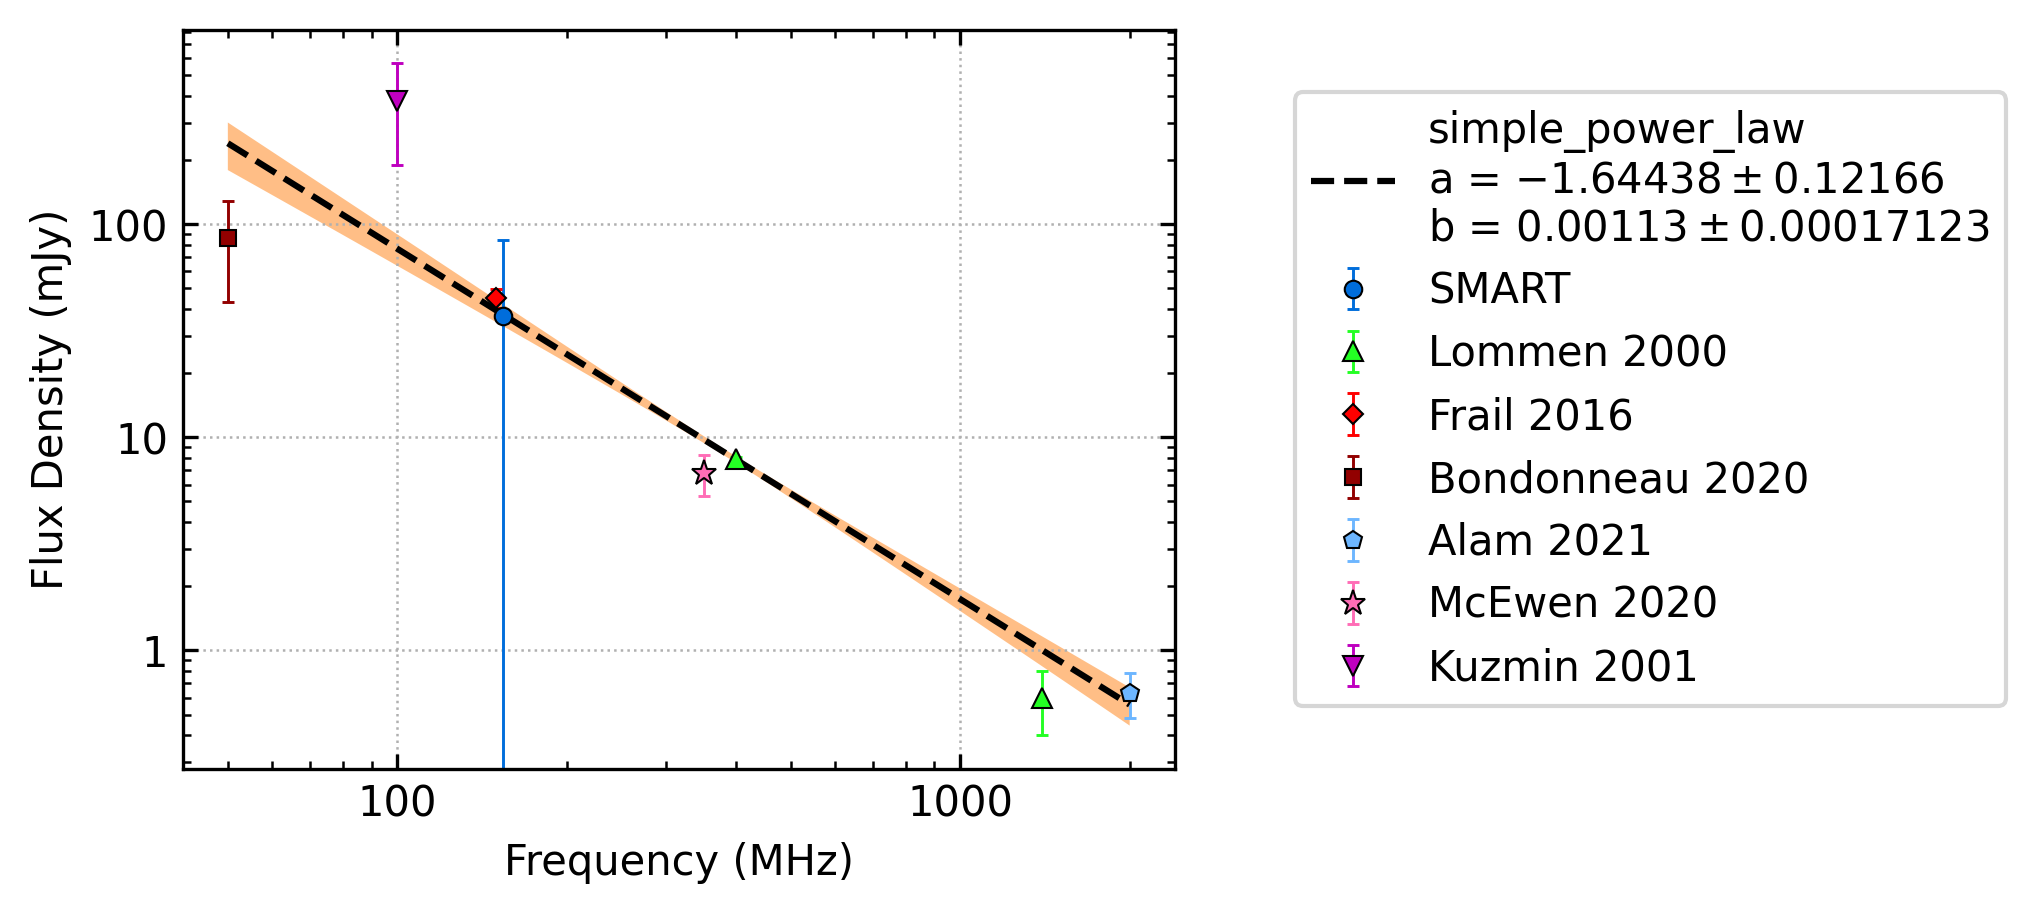 Flux Density (mJy)
100
10
1
100
1000
Frequency (MHz)
simple_power_law
a = −1.64438 ± 0.12166
b = 0.00113 ± 0.00017123
SMART
Lommen 2000
Frail 2016
Bondonneau 2020
Alam 2021
McEwen 2020
Kuzmin 2001